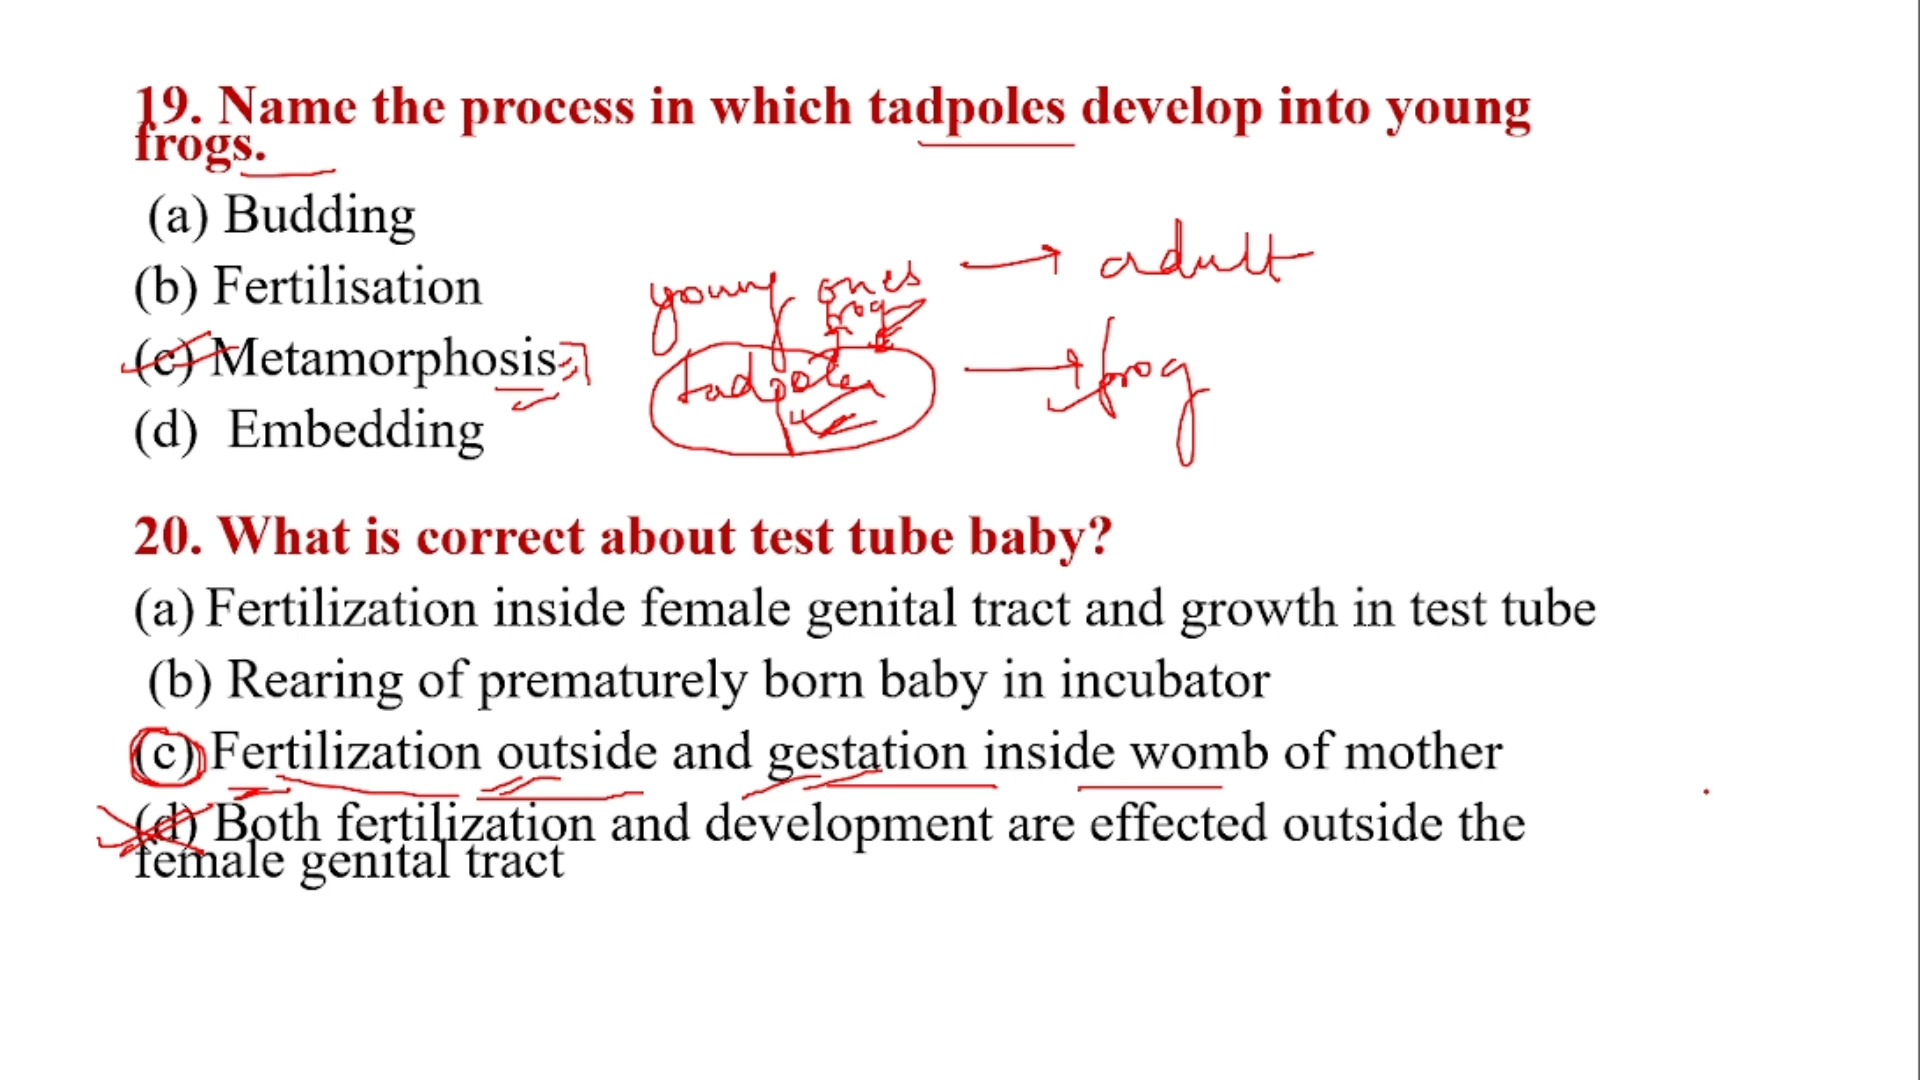 19. Name the process in which tadpoles develop into young
frogs.
(a) Budding
(b) Fertilisation
(c) Metamorphosis
(d) Embedding
young ones → adult
frog
tadpoles → frog
20. What is correct about test tube baby?
(a) Fertilization inside female genital tract and growth in test tube
(b) Rearing of prematurely born baby in incubator
(c) Fertilization outside and gestation inside womb of mother
(d) Both fertilization and development are effected outside the
female genital tract